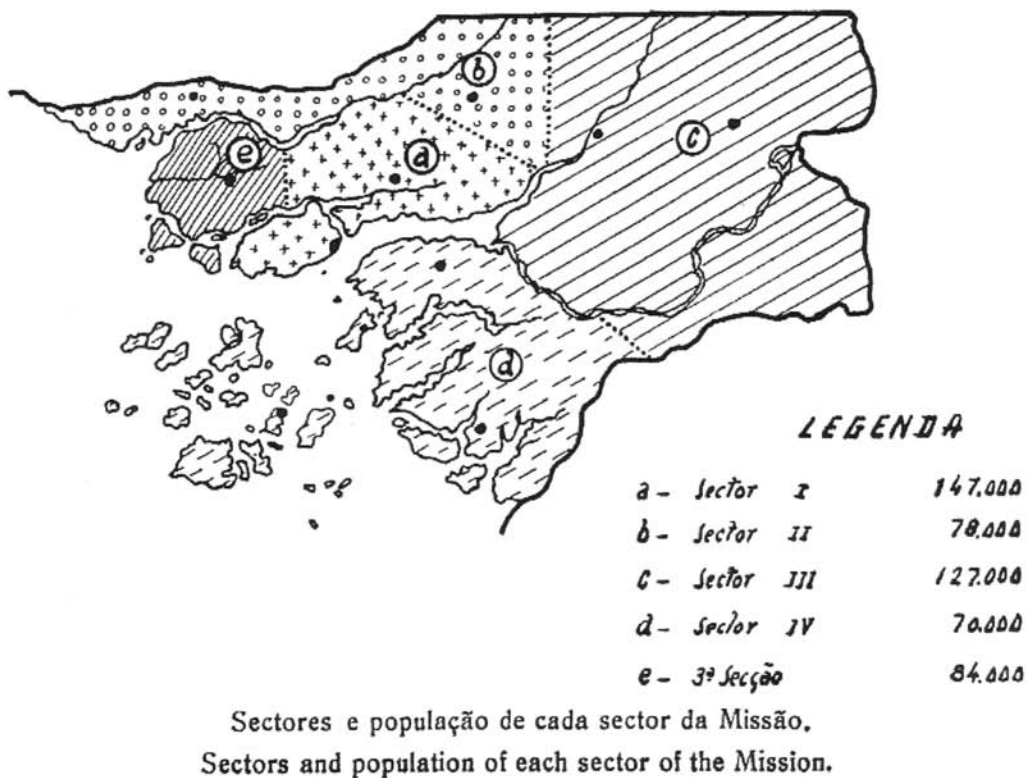 b
e
a
c
d
LEGENDA
a - Sector I 147.000
b - Sector II 78.000
c - Sector III 127.000
d - Sector IV 70.000
e - 3ª Secção 84.000
Sectores e população de cada sector da Missão.
Sectors and population of each sector of the Mission.